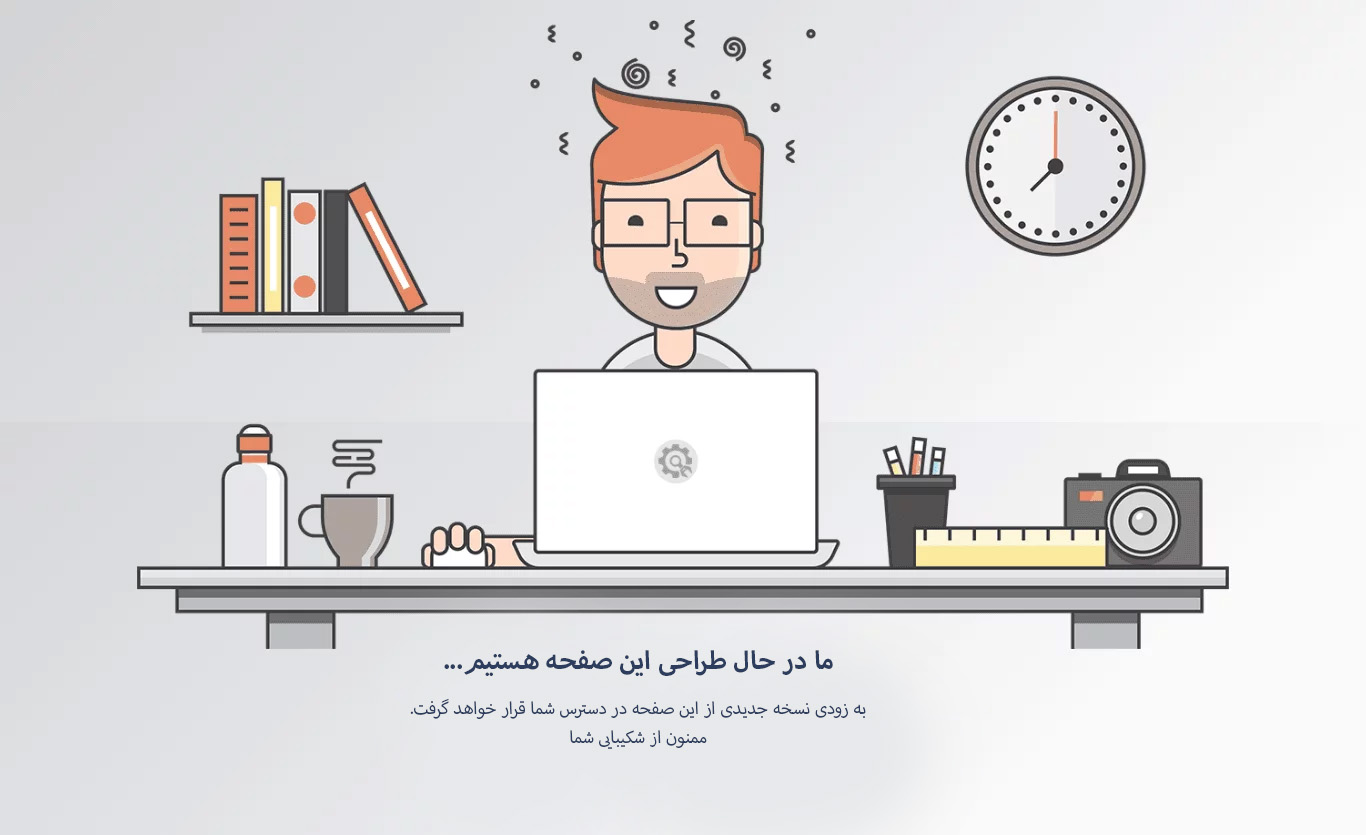 ما در حال طراحی این صفحه هستیم...
به زودی نسخه جدیدی از این صفحه در دسترس شما قرار خواهد گرفت.
ممنون از شکیبایی شما